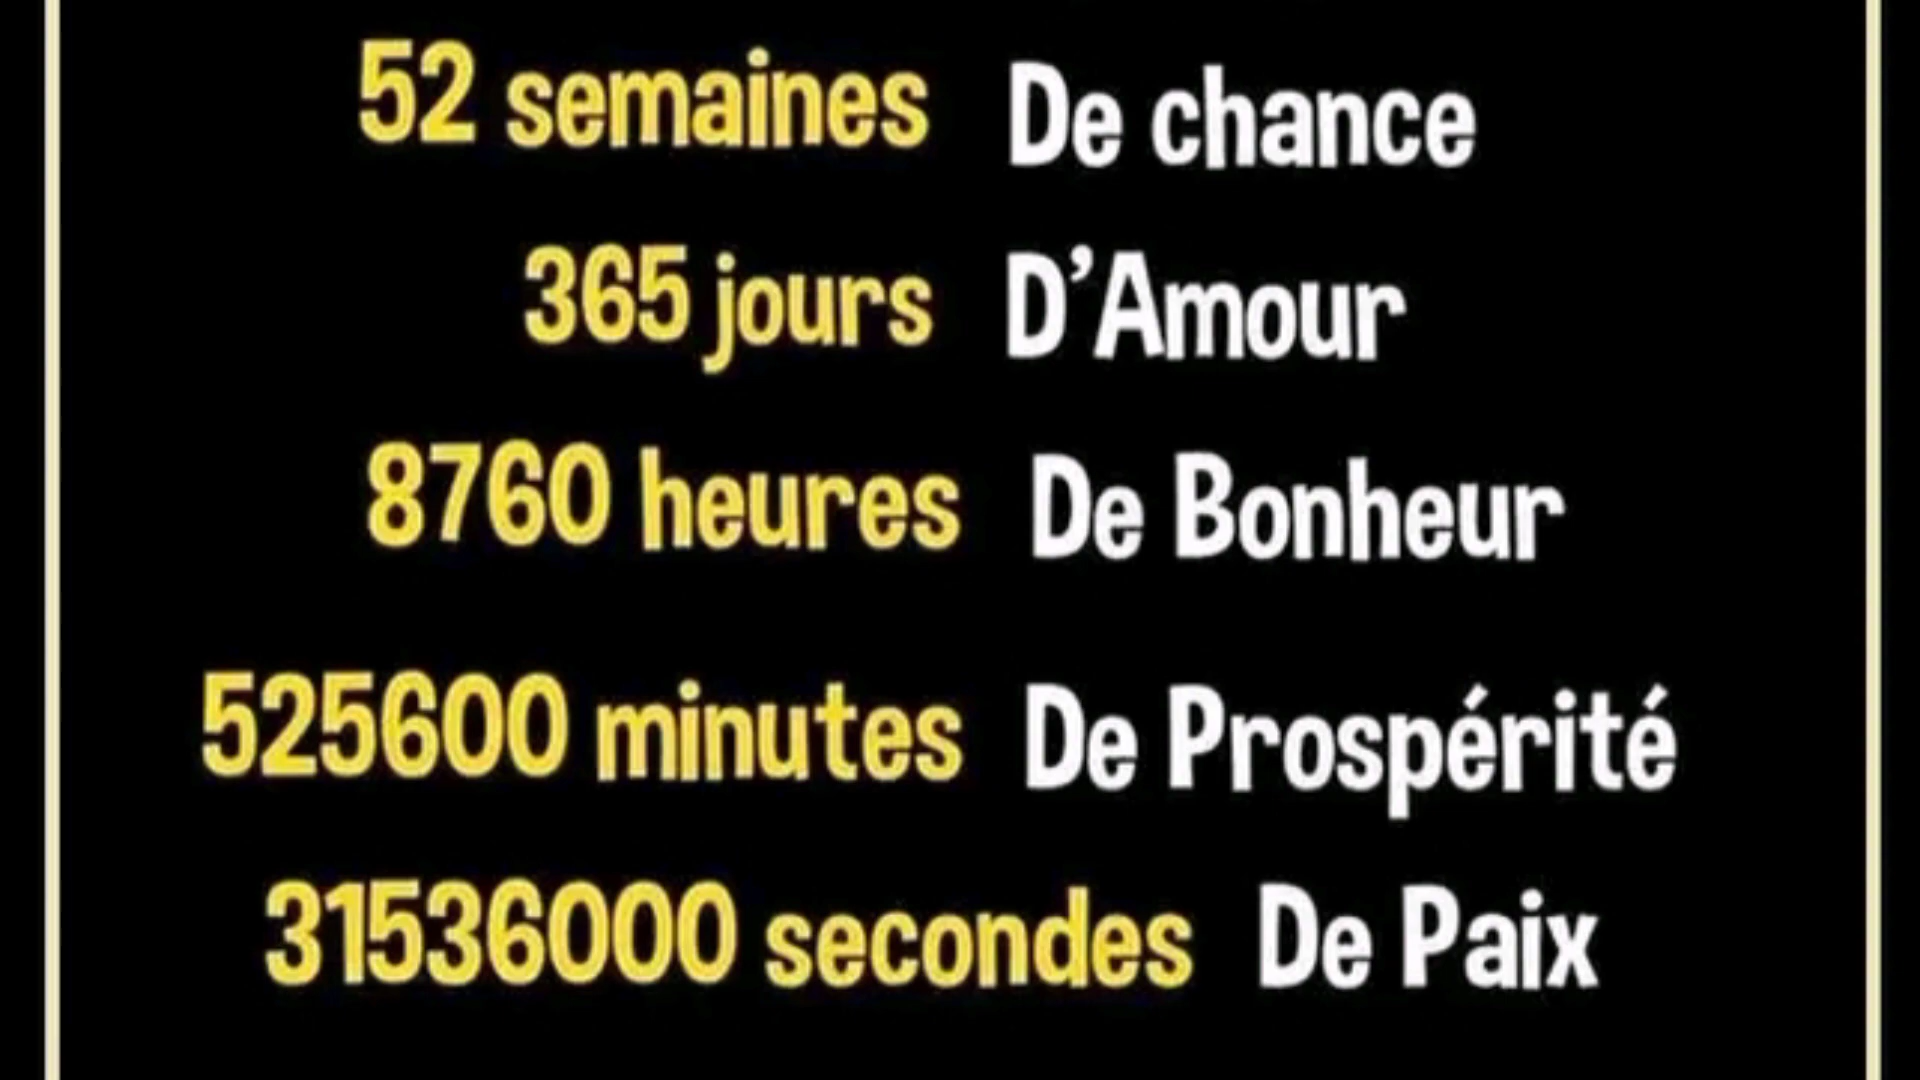 52 semaines De chance
365 jours D’Amour
8760 heures De Bonheur
525600 minutes De Prospérité
31536000 secondes De Paix